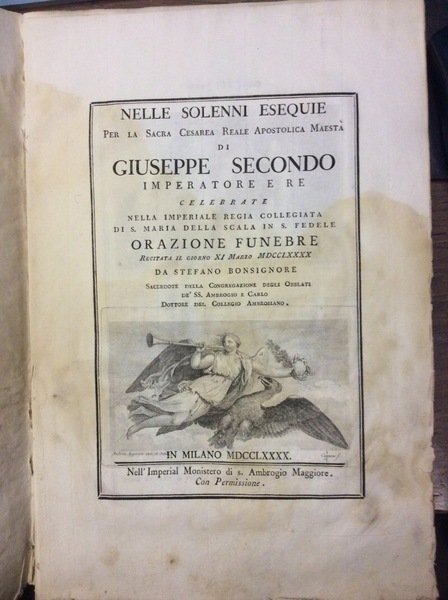 NELLE SOLENNI ESEQUIE
PER LA SACRA CESAREA REALE APOSTOLICA MAESTÀ
DI
GIUSEPPE SECONDO
IMPERATORE E RE
CELEBRATE
NELLA IMPERIALE REGIA COLLEGIATA
DI S. MARIA DELLA SCALA IN S. FEDELE
ORAZIONE FUNEBRE
RECITATA IL GIORNO XI MARZO MDCCLXXXX
DA STEFANO BONSIGNORE
SACERDOTE DELLA CONGREGAZIONE DEGLI OBBLATI
DE' SS. AMBROGIO E CARLO
DOTTORE DEL COLLEGIO AMBROSIANO.
IN MILANO MDCCLXXXX.
Nell'Imperial Monistero di s. Ambrogio Maggiore.
Con Permissione.